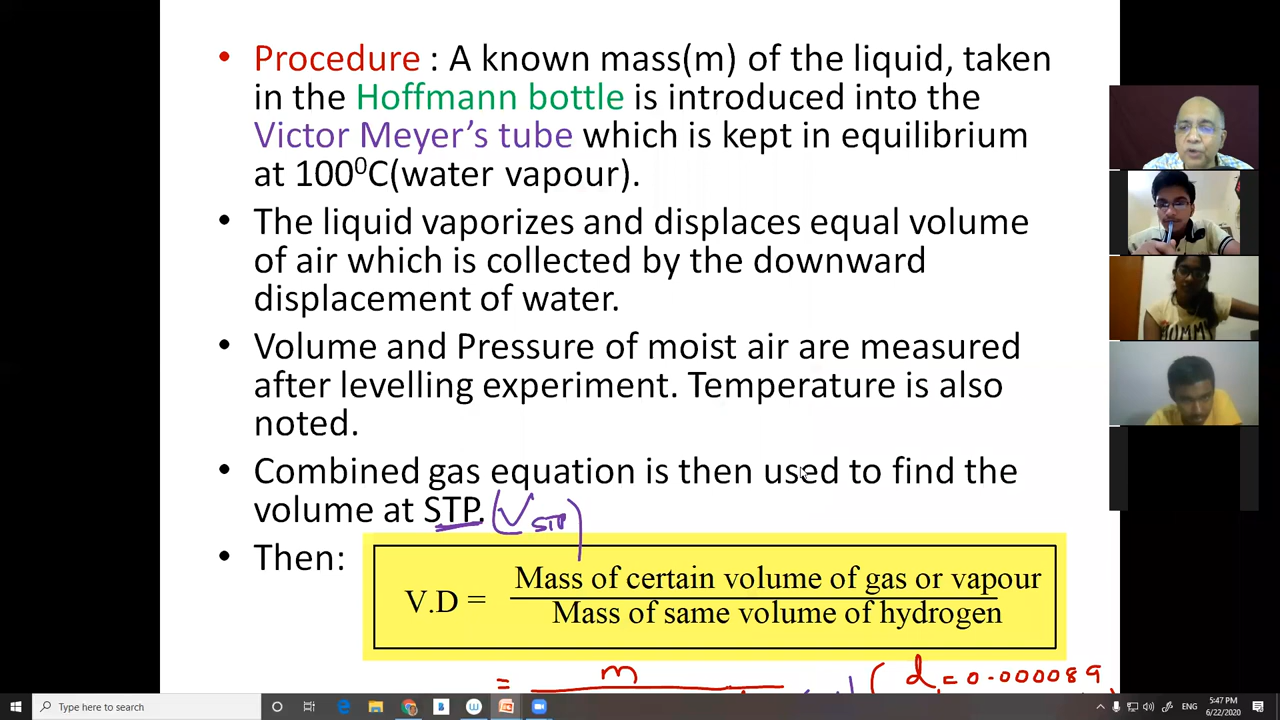 • Procedure : A known mass(m) of the liquid, taken
in the Hoffmann bottle is introduced into the
Victor Meyer's tube which is kept in equilibrium
at 100⁰C(water vapour).
• The liquid vaporizes and displaces equal volume
of air which is collected by the downward
displacement of water.
• Volume and Pressure of moist air are measured
after levelling experiment. Temperature is also
noted.
• Combined gas equation is then used to find the
volume at STP. (V STP)
• Then:
V.D =
Mass of certain volume of gas or vapour
Mass of same volume of hydrogen
= m
d = 0.000089
Type here to search
5:47 PM
6/22/2020
ENG